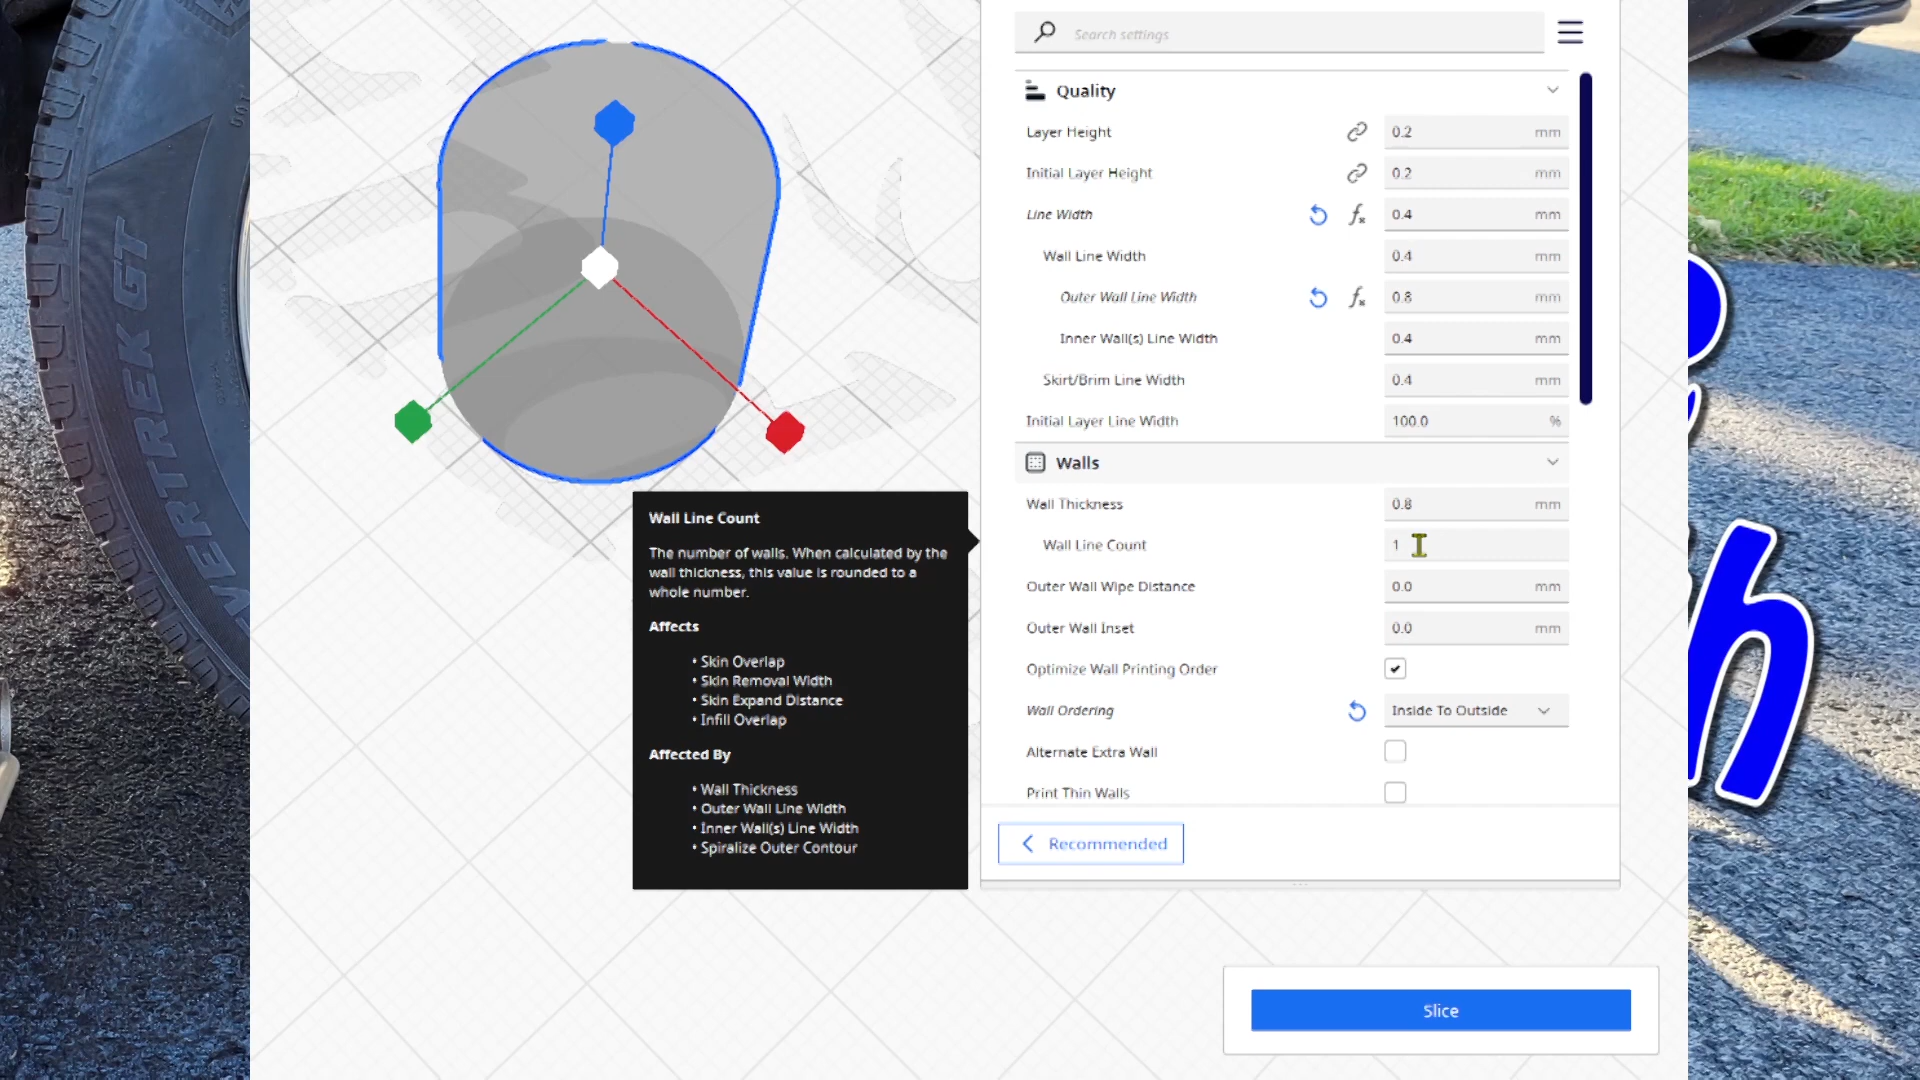 Search settings
Quality
Layer Height 0.2 mm
Initial Layer Height 0.2 mm
Line Width 0.4 mm
Wall Line Width 0.4 mm
Outer Wall Line Width 0.8 mm
Inner Wall(s) Line Width 0.4 mm
Skirt/Brim Line Width 0.4 mm
Initial Layer Line Width 100.0 %
Walls
Wall Thickness 0.8 mm
Wall Line Count 1
Outer Wall Wipe Distance 0.0 mm
Outer Wall Inset 0.0 mm
Optimize Wall Printing Order
Wall Ordering Inside To Outside
Alternate Extra Wall
Print Thin Walls
Recommended
Slice
Wall Line Count
The number of walls. When calculated by the
wall thickness, this value is rounded to a
whole number.
Affects
• Skin Overlap
• Skin Removal Width
• Skin Expand Distance
• Infill Overlap
Affected By
• Wall Thickness
• Outer Wall Line Width
• Inner Wall(s) Line Width
• Spiralize Outer Contour
VERTREK GT
h